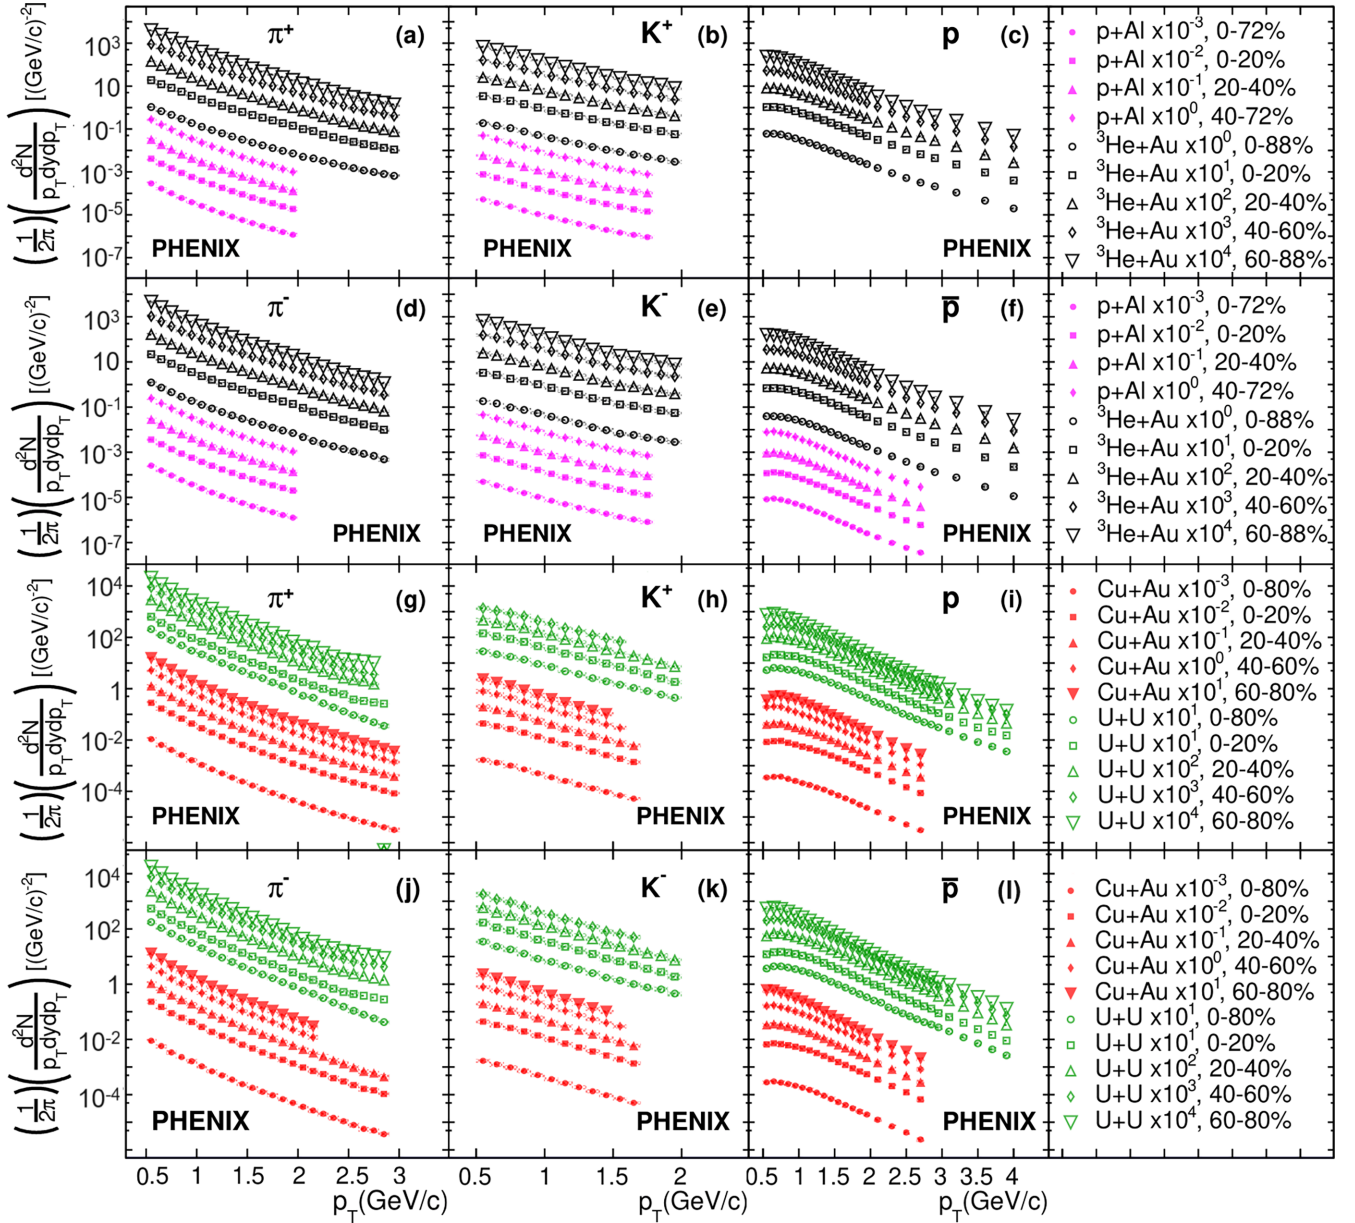 (1/2π)(d²N/p_T dy dp_T) [(GeV/c)⁻²]
10³
10
10⁻¹
10⁻³
10⁻⁵
10⁻⁷
π⁺ (a)
PHENIX
K⁺ (b)
PHENIX
p (c)
PHENIX
p+Al x10⁻³, 0-72%
p+Al x10⁻², 0-20%
p+Al x10⁻¹, 20-40%
p+Al x10⁰, 40-72%
³He+Au x10⁰, 0-88%
³He+Au x10¹, 0-20%
³He+Au x10², 20-40%
³He+Au x10³, 40-60%
³He+Au x10⁴, 60-88%
(1/2π)(d²N/p_T dy dp_T) [(GeV/c)⁻²]
10³
10
10⁻¹
10⁻³
10⁻⁵
10⁻⁷
π⁻ (d)
PHENIX
K⁻ (e)
PHENIX
p̅ (f)
PHENIX
p+Al x10⁻³, 0-72%
p+Al x10⁻², 0-20%
p+Al x10⁻¹, 20-40%
p+Al x10⁰, 40-72%
³He+Au x10⁰, 0-88%
³He+Au x10¹, 0-20%
³He+Au x10², 20-40%
³He+Au x10³, 40-60%
³He+Au x10⁴, 60-88%
(1/2π)(d²N/p_T dy dp_T) [(GeV/c)⁻²]
10⁴
10²
1
10⁻²
10⁻⁴
π⁺ (g)
PHENIX
K⁺ (h)
PHENIX
p (i)
PHENIX
Cu+Au x10⁻³, 0-80%
Cu+Au x10⁻², 0-20%
Cu+Au x10⁻¹, 20-40%
Cu+Au x10⁰, 40-60%
Cu+Au x10¹, 60-80%
U+U x10¹, 0-80%
U+U x10¹, 0-20%
U+U x10², 20-40%
U+U x10³, 40-60%
U+U x10⁴, 60-80%
(1/2π)(d²N/p_T dy dp_T) [(GeV/c)⁻²]
10⁴
10²
1
10⁻²
10⁻⁴
π⁻ (j)
PHENIX
K⁻ (k)
PHENIX
p̅ (l)
PHENIX
Cu+Au x10⁻³, 0-80%
Cu+Au x10⁻², 0-20%
Cu+Au x10⁻¹, 20-40%
Cu+Au x10⁰, 40-60%
Cu+Au x10¹, 60-80%
U+U x10¹, 0-80%
U+U x10¹, 0-20%
U+U x10², 20-40%
U+U x10³, 40-60%
U+U x10⁴, 60-80%
0.5 1 1.5 2 2.5 3
p_T(GeV/c)
0.5 1 1.5 2
p_T(GeV/c)
0.5 1 1.5 2 2.5 3 3.5 4
p_T(GeV/c)